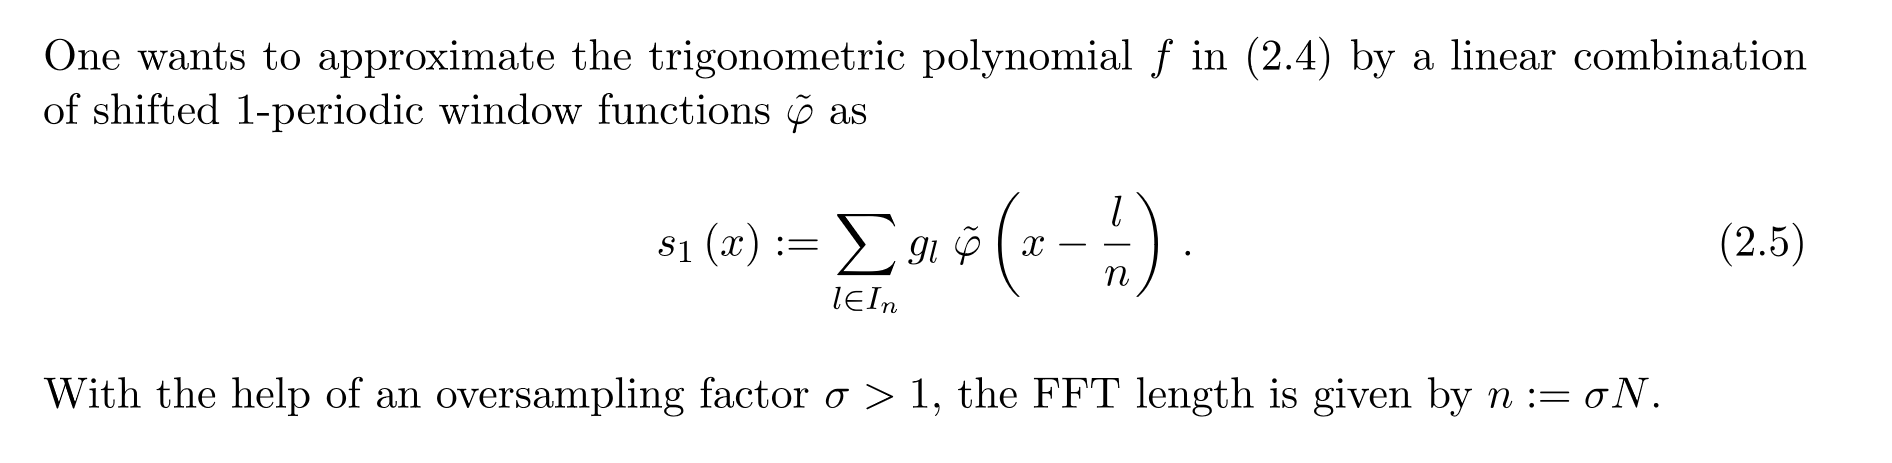 One wants to approximate the trigonometric polynomial f in (2.4) by a linear combination
of shifted 1-periodic window functions φ̃ as
s₁ (x) := ∑_{l∈Iₙ} g_l φ̃ (x − l/n) . (2.5)
With the help of an oversampling factor σ > 1, the FFT length is given by n := σN.